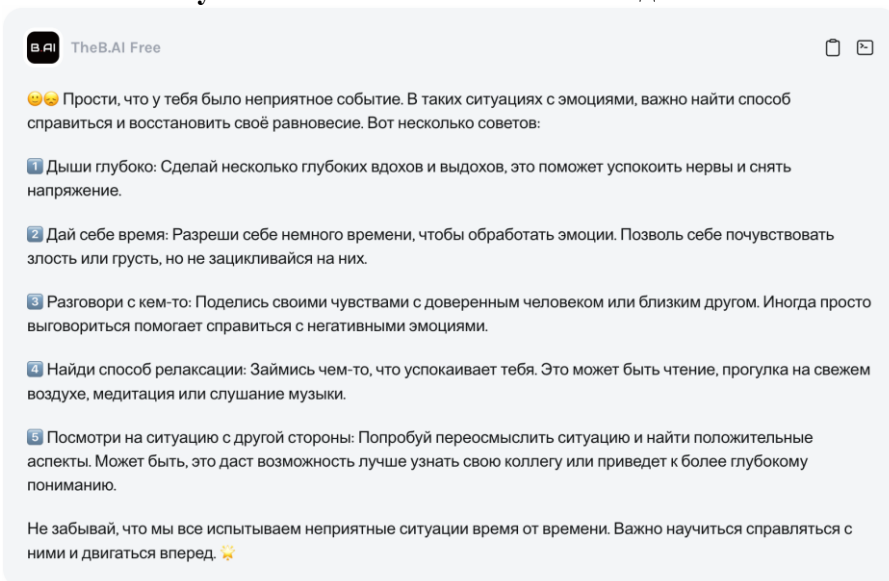 B.AI TheB.AI Free
🙂😞 Прости, что у тебя было неприятное событие. В таких ситуациях с эмоциями, важно найти способ
справиться и восстановить своё равновесие. Вот несколько советов:
1️⃣ Дыши глубоко: Сделай несколько глубоких вдохов и выдохов, это поможет успокоить нервы и снять
напряжение.
2️⃣ Дай себе время: Разреши себе немного времени, чтобы обработать эмоции. Позволь себе почувствовать
злость или грусть, но не зацикливайся на них.
3️⃣ Разговори с кем-то: Поделись своими чувствами с доверенным человеком или близким другом. Иногда просто
выговориться помогает справиться с негативными эмоциями.
4️⃣ Найди способ релаксации: Займись чем-то, что успокаивает тебя. Это может быть чтение, прогулка на свежем
воздухе, медитация или слушание музыки.
5️⃣ Посмотри на ситуацию с другой стороны: Попробуй переосмыслить ситуацию и найти положительные
аспекты. Может быть, это даст возможность лучше узнать свою коллегу или приведет к более глубокому
пониманию.
Не забывай, что мы все испытываем неприятные ситуации время от времени. Важно научиться справляться с
ними и двигаться вперед. 🌟